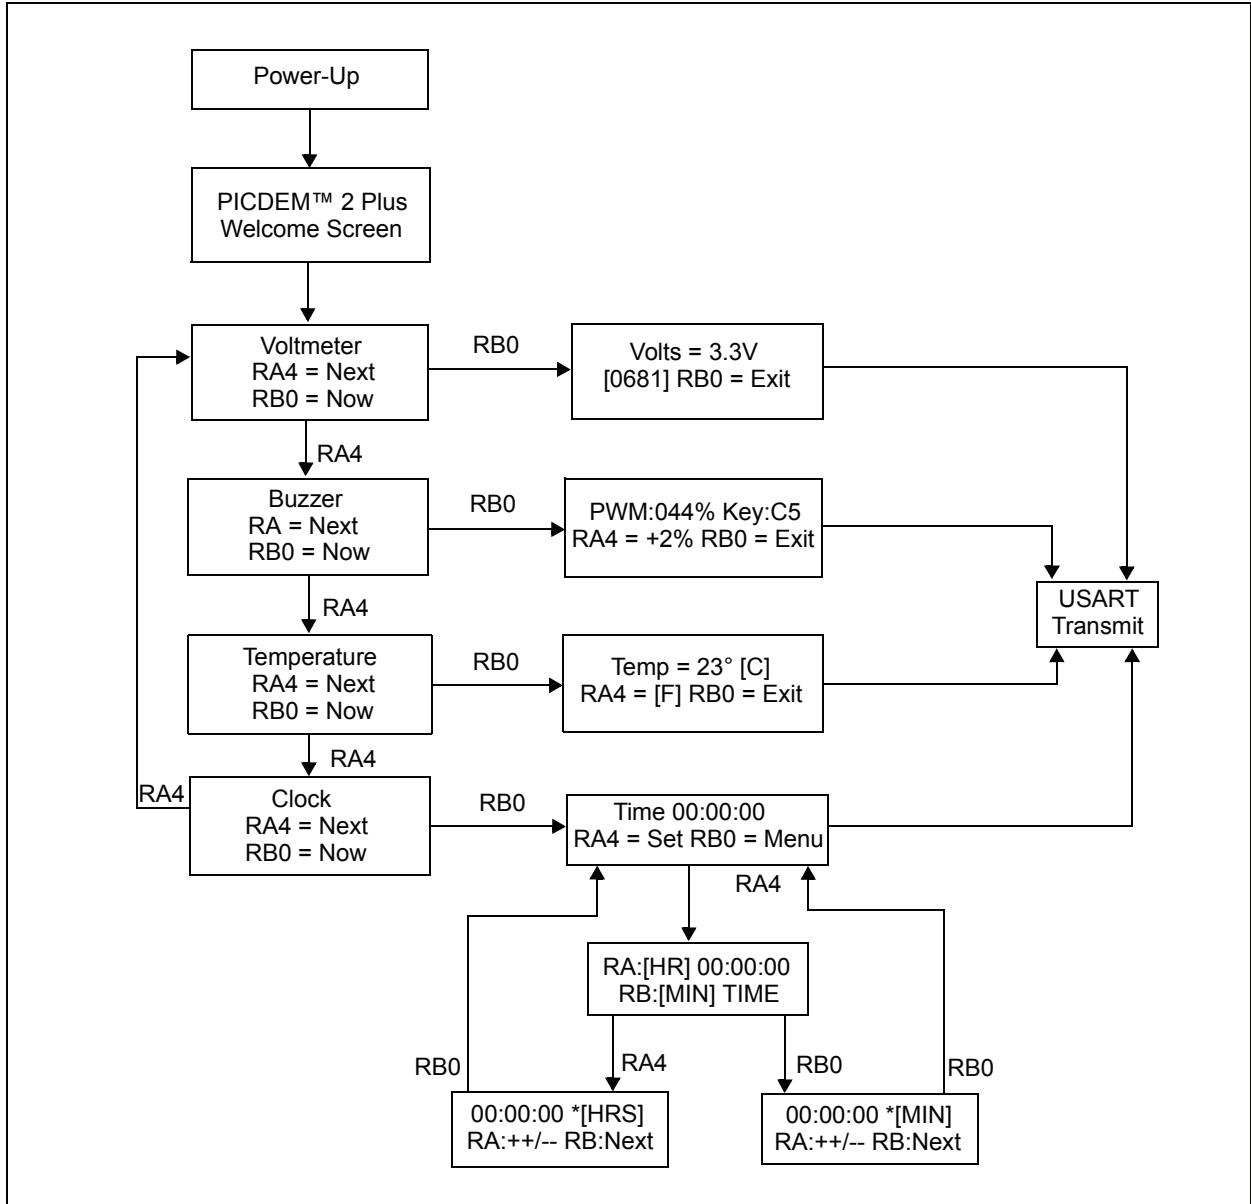 Power-Up
PICDEM™ 2 Plus
Welcome Screen
Voltmeter
RA4 = Next
RB0 = Now
RB0
Volts = 3.3V
[0681] RB0 = Exit
RA4
Buzzer
RA = Next
RB0 = Now
RB0
PWM:044% Key:C5
RA4 = +2% RB0 = Exit
USART
Transmit
RA4
Temperature
RA4 = Next
RB0 = Now
RB0
Temp = 23° [C]
RA4 = [F] RB0 = Exit
RA4
RA4
Clock
RA4 = Next
RB0 = Now
RB0
Time 00:00:00
RA4 = Set RB0 = Menu
RA4
RA:[HR] 00:00:00
RB:[MIN] TIME
RB0
RA4
RB0
RB0
00:00:00 *[HRS]
RA:++/-- RB:Next
00:00:00 *[MIN]
RA:++/-- RB:Next